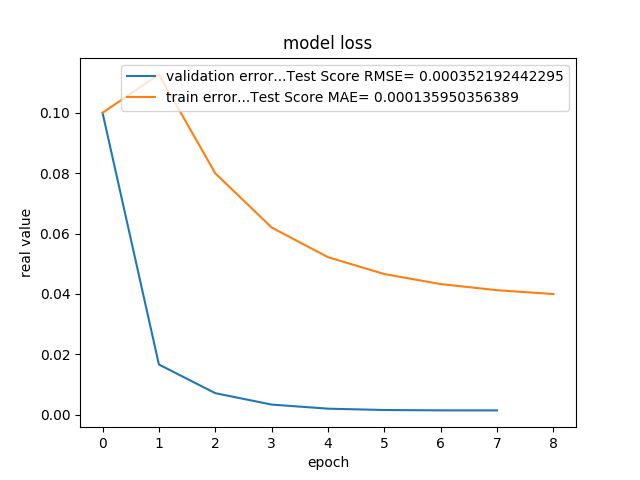 model loss
validation error...Test Score RMSE= 0.000352192442295
train error...Test Score MAE= 0.000135950356389
real value
0.10
0.08
0.06
0.04
0.02
0.00
0 1 2 3 4 5 6 7 8
epoch